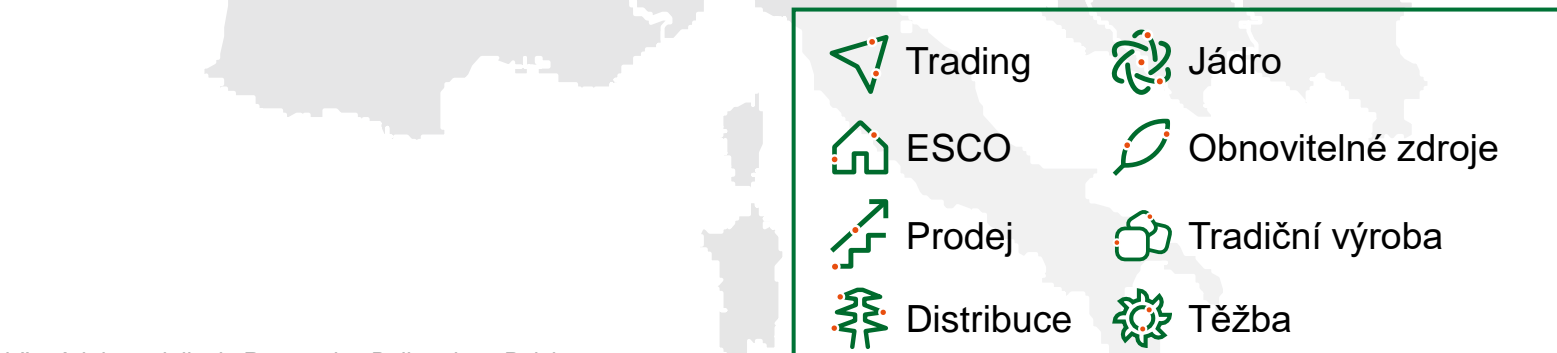 Trading
Jádro
ESCO
Obnovitelné zdroje
Prodej
Tradiční výroba
Distribuce
Těžba